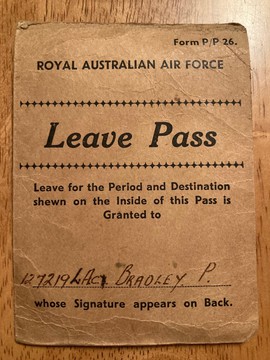 Form P/P 26.
ROYAL AUSTRALIAN AIR FORCE
Leave Pass
Leave for the Period and Destination
shewn on the Inside of this Pass is
Granted to
127219 LAC. BRADLEY P.
whose Signature appears on Back.